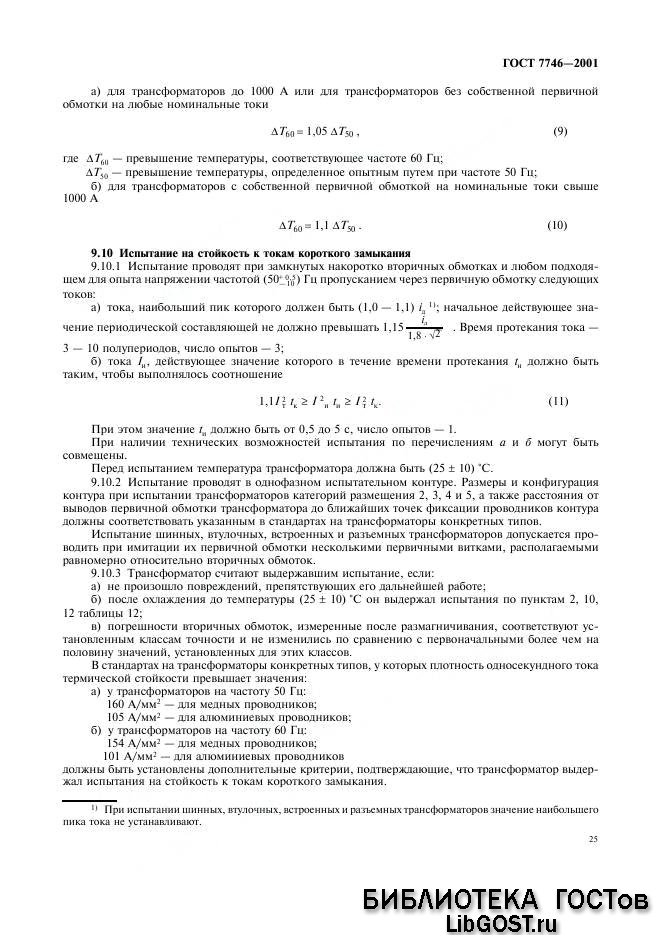 ГОСТ 7746—2001
а) для трансформаторов до 1000 А или для трансформаторов без собственной первичной
обмотки на любые номинальные токи
ΔT₆₀ = 1,05 ΔT₅₀ , (9)
где ΔT₆₀ — превышение температуры, соответствующее частоте 60 Гц;
ΔT₅₀ — превышение температуры, определенное опытным путем при частоте 50 Гц;
б) для трансформаторов с собственной первичной обмоткой на номинальные токи свыше
1000 А
ΔT₆₀ = 1,1 ΔT₅₀ . (10)
9.10 Испытание на стойкость к токам короткого замыкания
9.10.1 Испытание проводят при замкнутых накоротко вторичных обмотках и любом подходя-
щем для опыта напряжении частотой (50⁺⁰·⁵₋₁₀) Гц пропусканием через первичную обмотку следующих
токов:
а) тока, наибольший пик которого должен быть (1,0 — 1,1) iд ¹⁾; начальное действующее зна-
чение периодической составляющей не должно превышать 1,15 iд / 1,8 · √2 . Время протекания тока —
3 — 10 полупериодов, число опытов — 3;
б) тока Iи, действующее значение которого в течение времени протекания tи должно быть
таким, чтобы выполнялось соотношение
1,1I²т tк ≥ I²и tи ≥ I²т tк. (11)
При этом значение tи должно быть от 0,5 до 5 с, число опытов — 1.
При наличии технических возможностей испытания по перечислениям а и б могут быть
совмещены.
Перед испытанием температура трансформатора должна быть (25 ± 10) °С.
9.10.2 Испытание проводят в однофазном испытательном контуре. Размеры и конфигурация
контура при испытании трансформаторов категорий размещения 2, 3, 4 и 5, а также расстояния от
выводов первичной обмотки трансформатора до ближайших точек фиксации проводников контура
должны соответствовать указанным в стандартах на трансформаторы конкретных типов.
Испытание шинных, втулочных, встроенных и разъемных трансформаторов допускается про-
водить при имитации их первичной обмотки несколькими первичными витками, располагаемыми
равномерно относительно вторичных обмоток.
9.10.3 Трансформатор считают выдержавшим испытание, если:
а) не произошло повреждений, препятствующих его дальнейшей работе;
б) после охлаждения до температуры (25 ± 10) °С он выдержал испытания по пунктам 2, 10,
12 таблицы 12;
в) погрешности вторичных обмоток, измеренные после размагничивания, соответствуют ус-
тановленным классам точности и не изменились по сравнению с первоначальными более чем на
половину значений, установленных для этих классов.
В стандартах на трансформаторы конкретных типов, у которых плотность односекундного тока
термической стойкости превышает значения:
а) у трансформаторов на частоту 50 Гц:
160 А/мм² — для медных проводников;
105 А/мм² — для алюминиевых проводников;
б) у трансформаторов на частоту 60 Гц:
154 А/мм² — для медных проводников;
101 А/мм² — для алюминиевых проводников
должны быть установлены дополнительные критерии, подтверждающие, что трансформатор выдер-
жал испытания на стойкость к токам короткого замыкания.
¹⁾ При испытании шинных, втулочных, встроенных и разъемных трансформаторов значение наибольшего
пика тока не устанавливают.
25
БИБЛИОТЕКА ГОСТов
LibGOST.ru